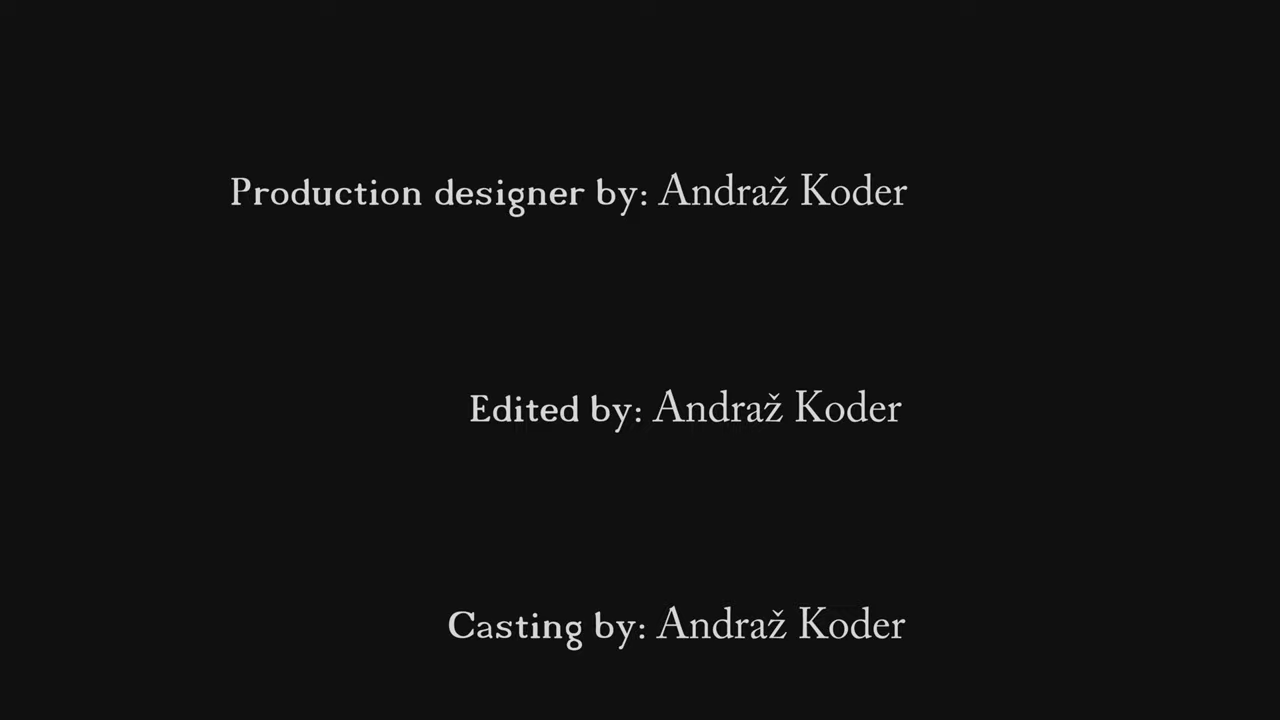 Production designer by: Andraž Koder
Edited by: Andraž Koder
Casting by: Andraž Koder